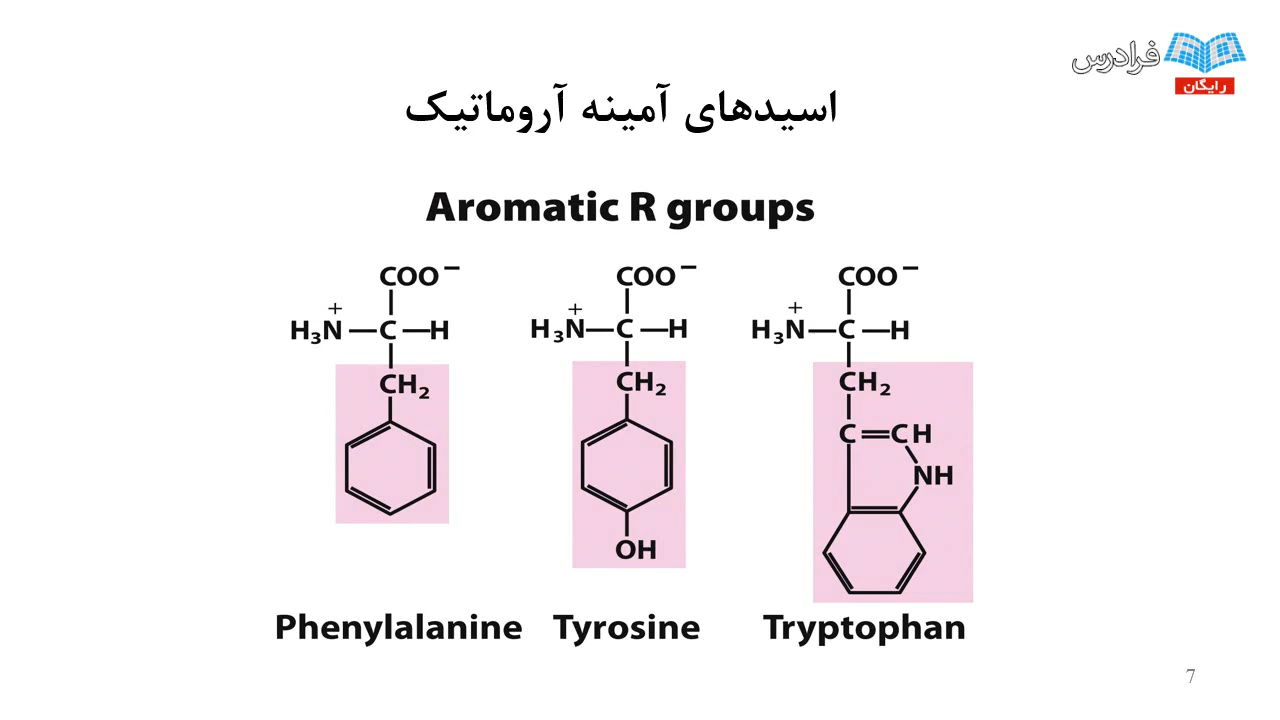 فرادرس
رایگان
اسیدهای آمینه آروماتیک
Aromatic R groups
COO⁻ COO⁻ COO⁻
H₃N⁺—C—H H₃N⁺—C—H H₃N⁺—C—H
CH₂ CH₂ CH₂
C=CH
NH
OH
Phenylalanine Tyrosine Tryptophan
7